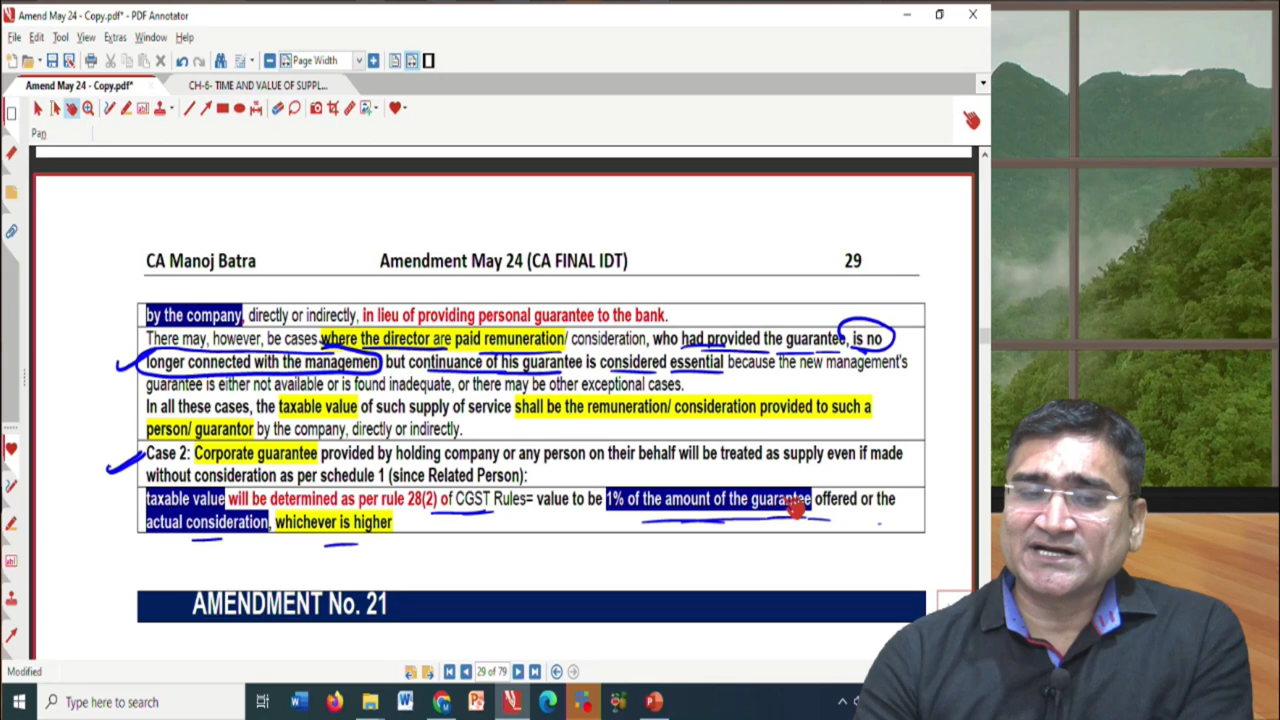 Amend May 24 - Copy.pdf* - PDF Annotator
File Edit Tool View Extras Window Help
Page Width
Amend May 24 - Copy.pdf* CH-6- TIME AND VALUE OF SUPPL...
Pan
CA Manoj Batra Amendment May 24 (CA FINAL IDT) 29
by the company, directly or indirectly, in lieu of providing personal guarantee to the bank.
There may, however, be cases where the director are paid remuneration/ consideration, who had provided the guarantee, is no
longer connected with the managemen but continuance of his guarantee is considered essential because the new management's
guarantee is either not available or is found inadequate, or there may be other exceptional cases.
In all these cases, the taxable value of such supply of service shall be the remuneration/ consideration provided to such a
person/ guarantor by the company, directly or indirectly.
Case 2: Corporate guarantee provided by holding company or any person on their behalf will be treated as supply even if made
without consideration as per schedule 1 (since Related Person):
taxable value will be determined as per rule 28(2) of CGST Rules= value to be 1% of the amount of the guarantee offered or the
actual consideration, whichever is higher
AMENDMENT No. 21
Modified 29 of 79
Type here to search